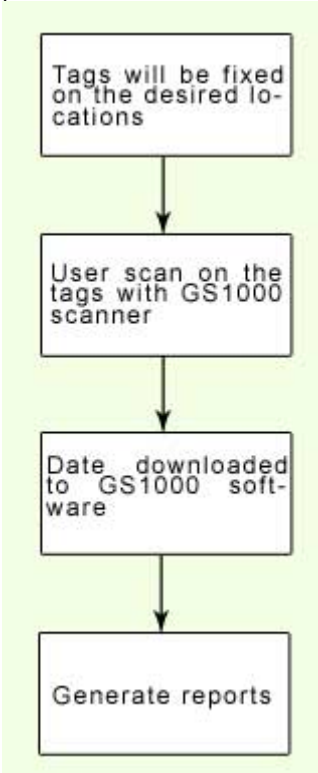 Tags will be fixed
on the desired lo-
cations
User scan on the
tags with GS1000
scanner
Date downloaded
to GS1000 soft-
ware
Generate reports